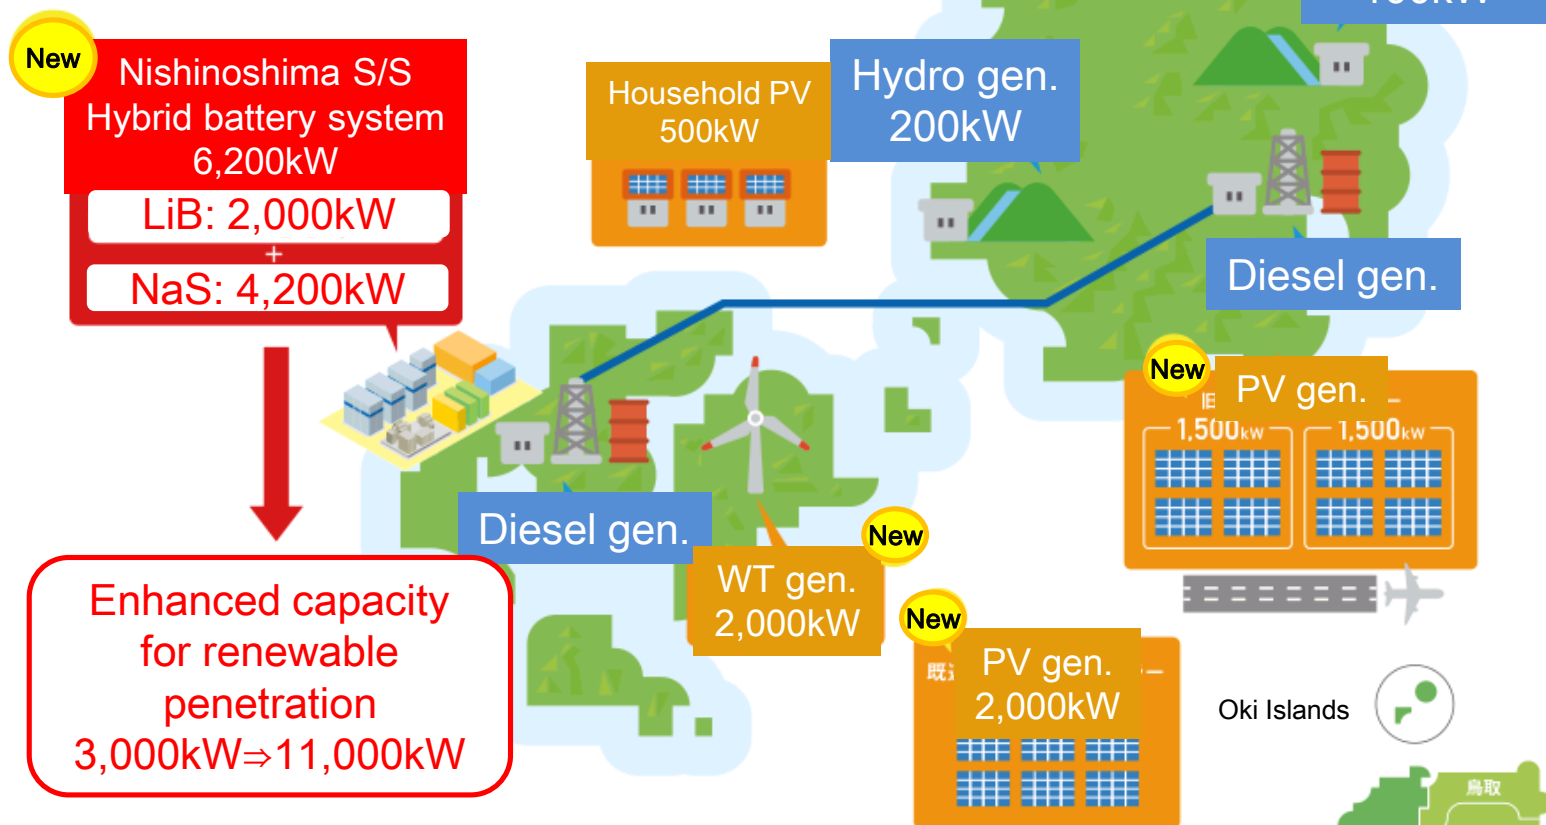 New
Nishinoshima S/S
Hybrid battery system
6,200kW
LiB: 2,000kW
+
NaS: 4,200kW
Household PV
500kW
Hydro gen.
200kW
Diesel gen.
New
PV gen.
1,500kW
1,500kW
Diesel gen.
New
WT gen.
2,000kW
New
PV gen.
2,000kW
Enhanced capacity
for renewable
penetration
3,000kW⇒11,000kW
Oki Islands
鳥取